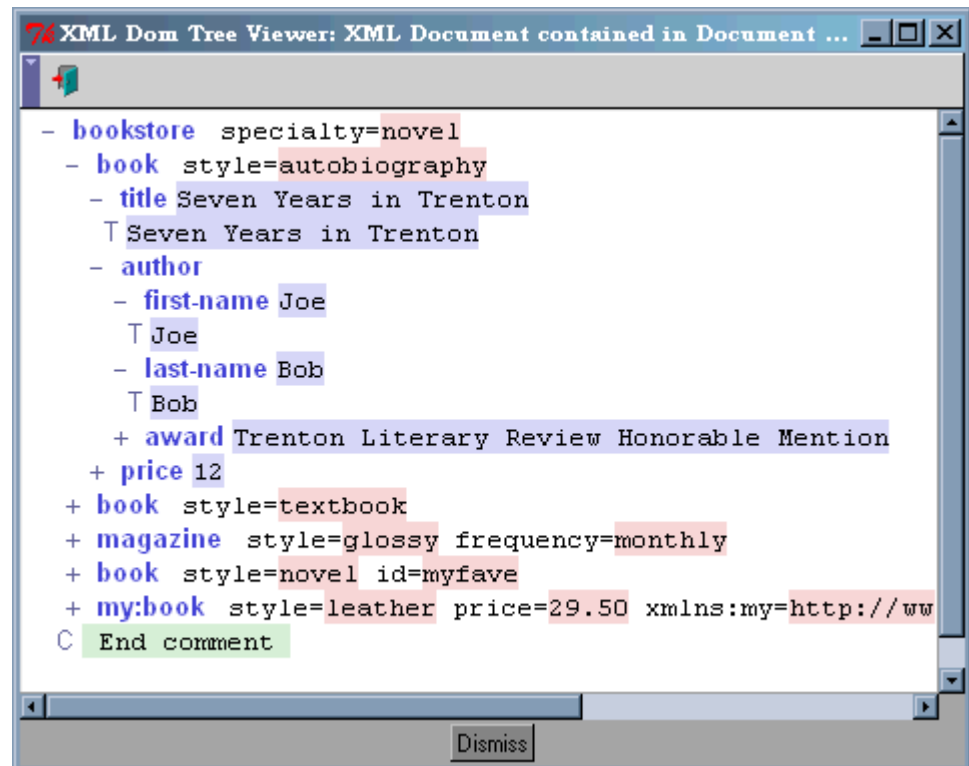 XML Dom Tree Viewer: XML Document contained in Document ...
- bookstore specialty=novel
- book style=autobiography
- title Seven Years in Trenton
T Seven Years in Trenton
- author
- first-name Joe
T Joe
- last-name Bob
T Bob
+ award Trenton Literary Review Honorable Mention
+ price 12
+ book style=textbook
+ magazine style=glossy frequency=monthly
+ book style=novel id=myfave
+ my:book style=leather price=29.50 xmlns:my=http://ww
C End comment
Dismiss